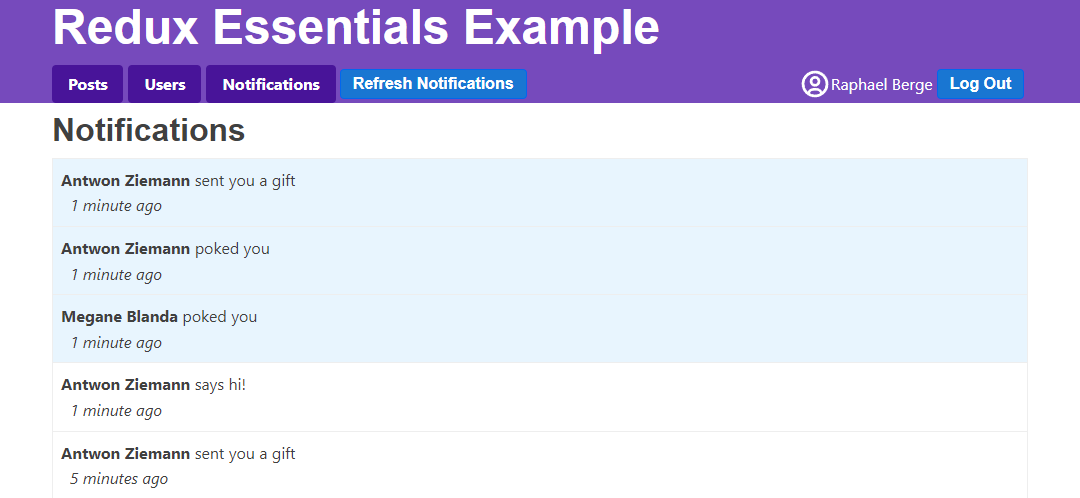 Redux Essentials Example
Posts Users Notifications Refresh Notifications Raphael Berge Log Out
Notifications
Antwon Ziemann sent you a gift
1 minute ago
Antwon Ziemann poked you
1 minute ago
Megane Blanda poked you
1 minute ago
Antwon Ziemann says hi!
1 minute ago
Antwon Ziemann sent you a gift
5 minutes ago